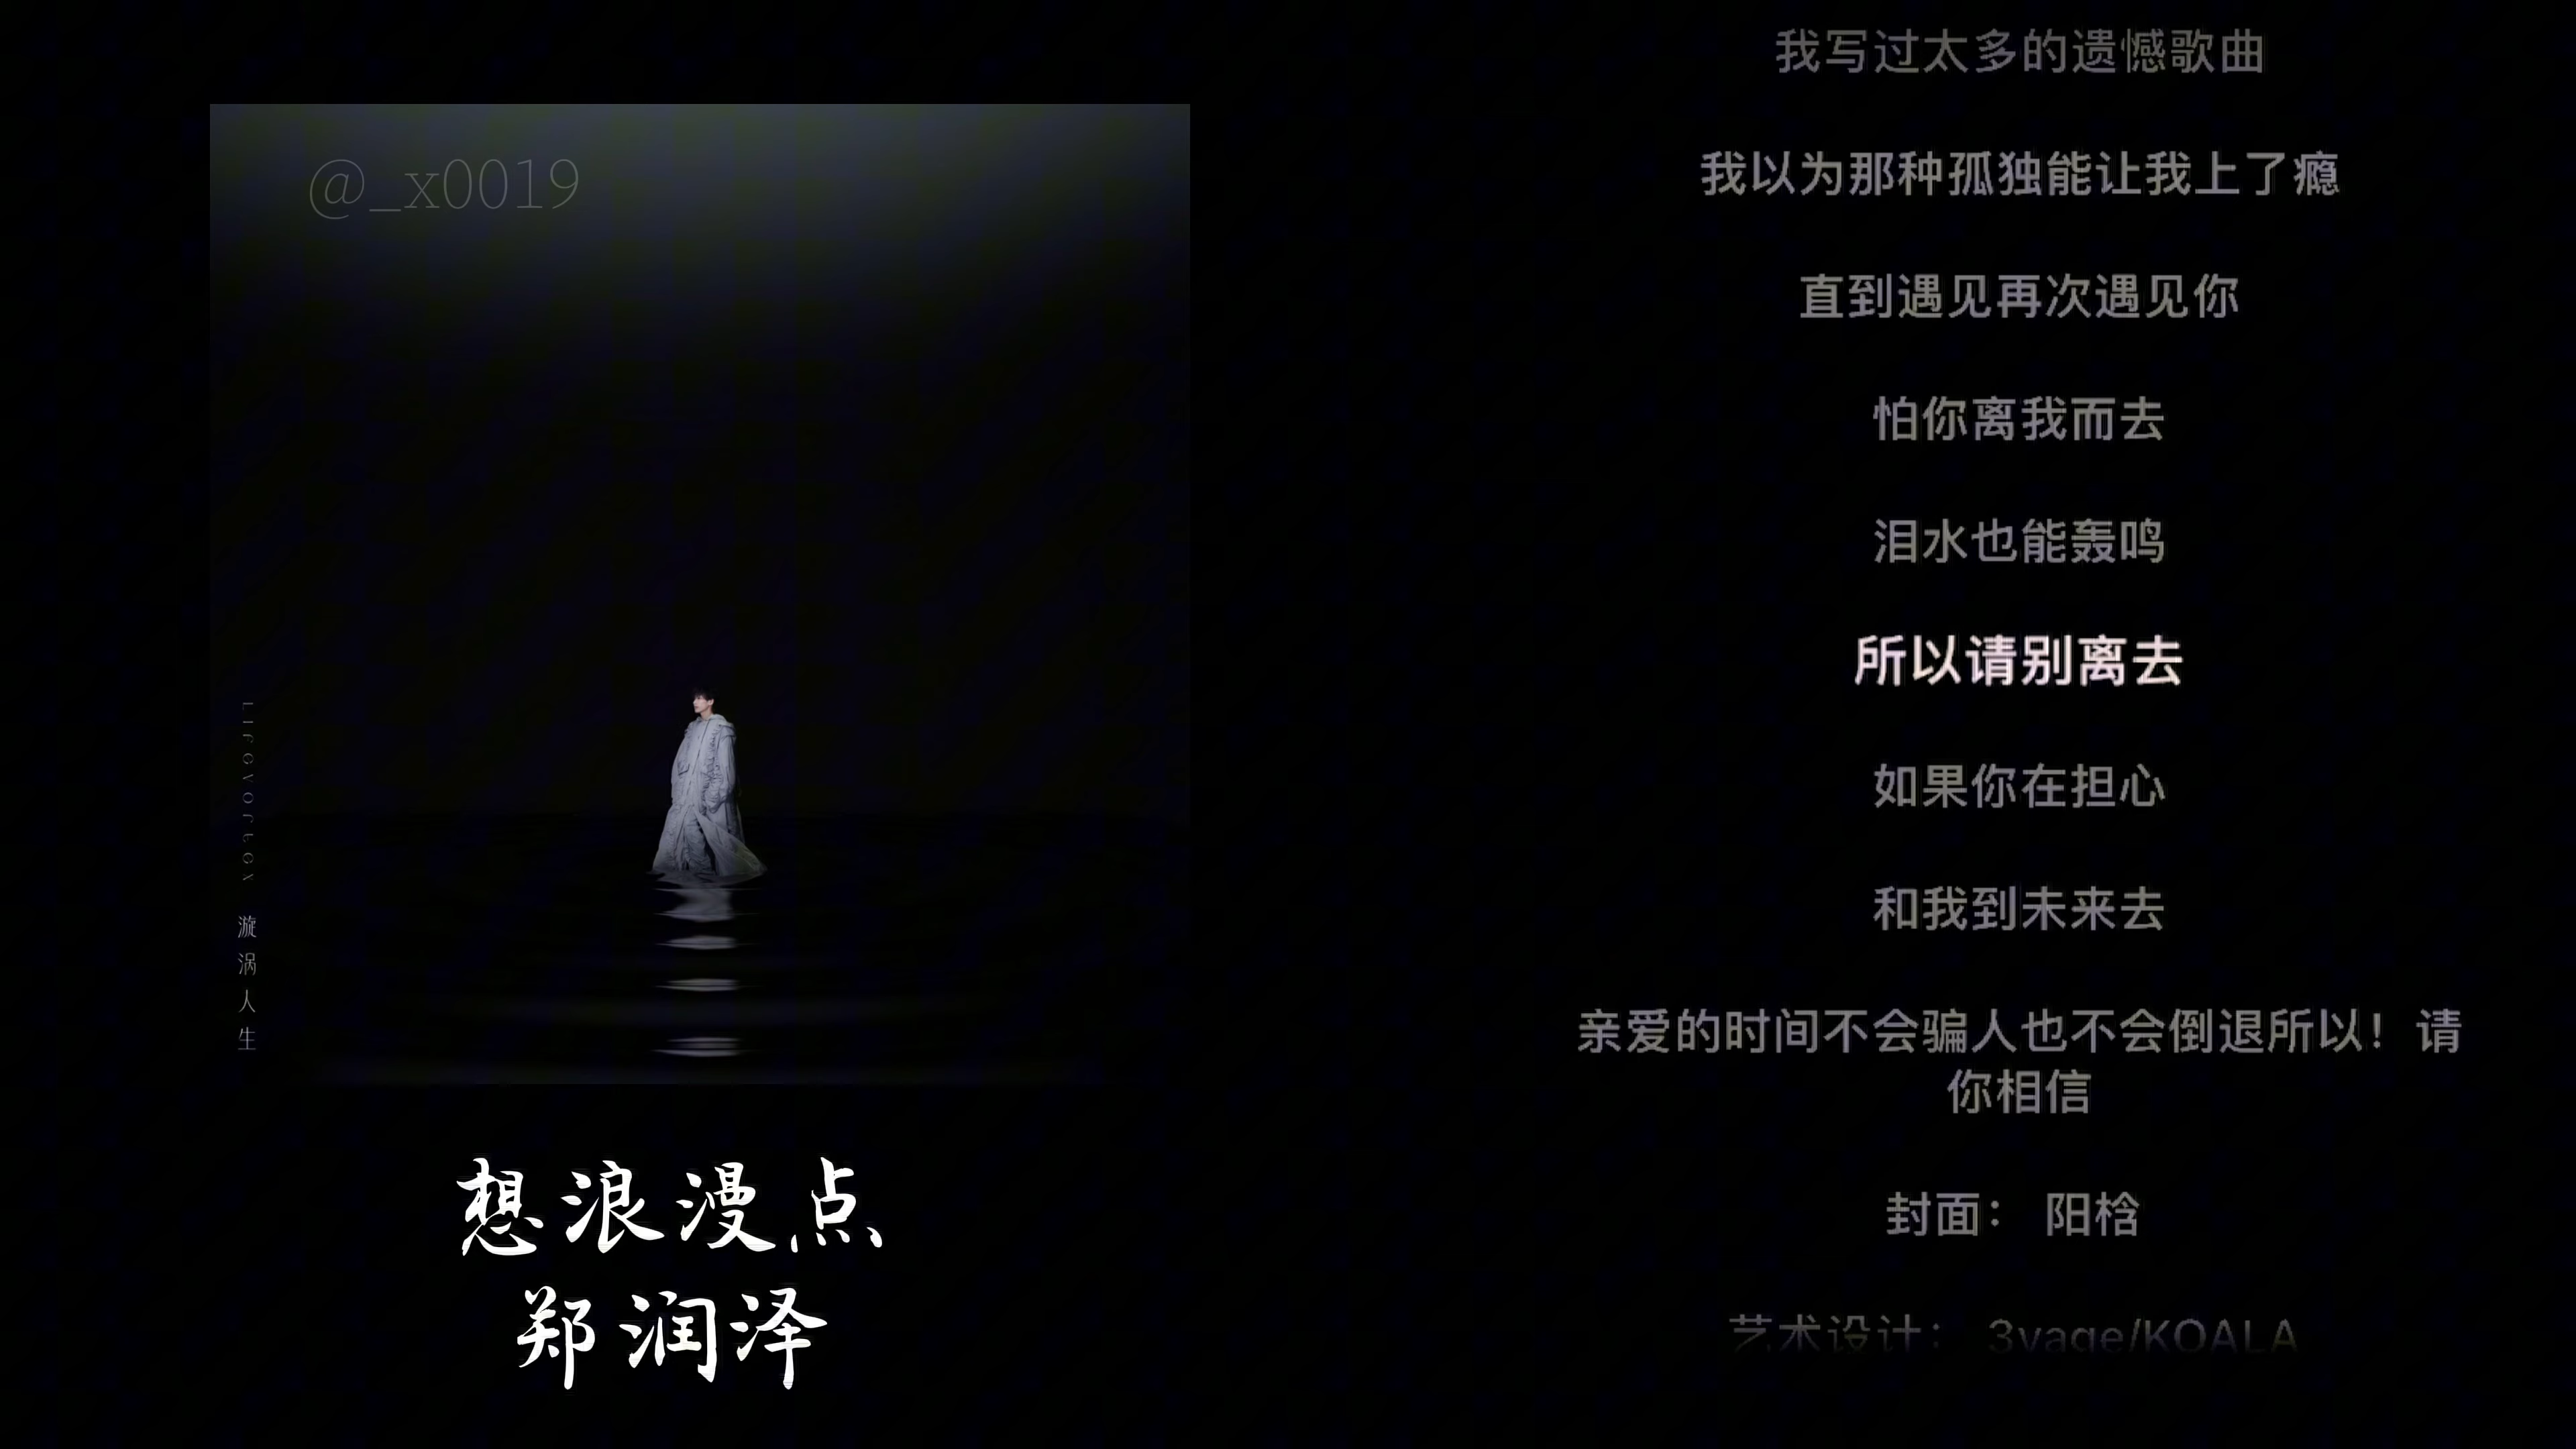 @_x0019
漩涡人生
想浪漫点
郑润泽
我写过太多的遗憾歌曲
我以为那种孤独能让我上了瘾
直到遇见再次遇见你
怕你离我而去
泪水也能轰鸣
所以请别离去
如果你在担心
和我到未来去
亲爱的时间不会骗人也不会倒退所以！请
你相信
封面： 阳棯
艺术设计： 3vage/KOALA